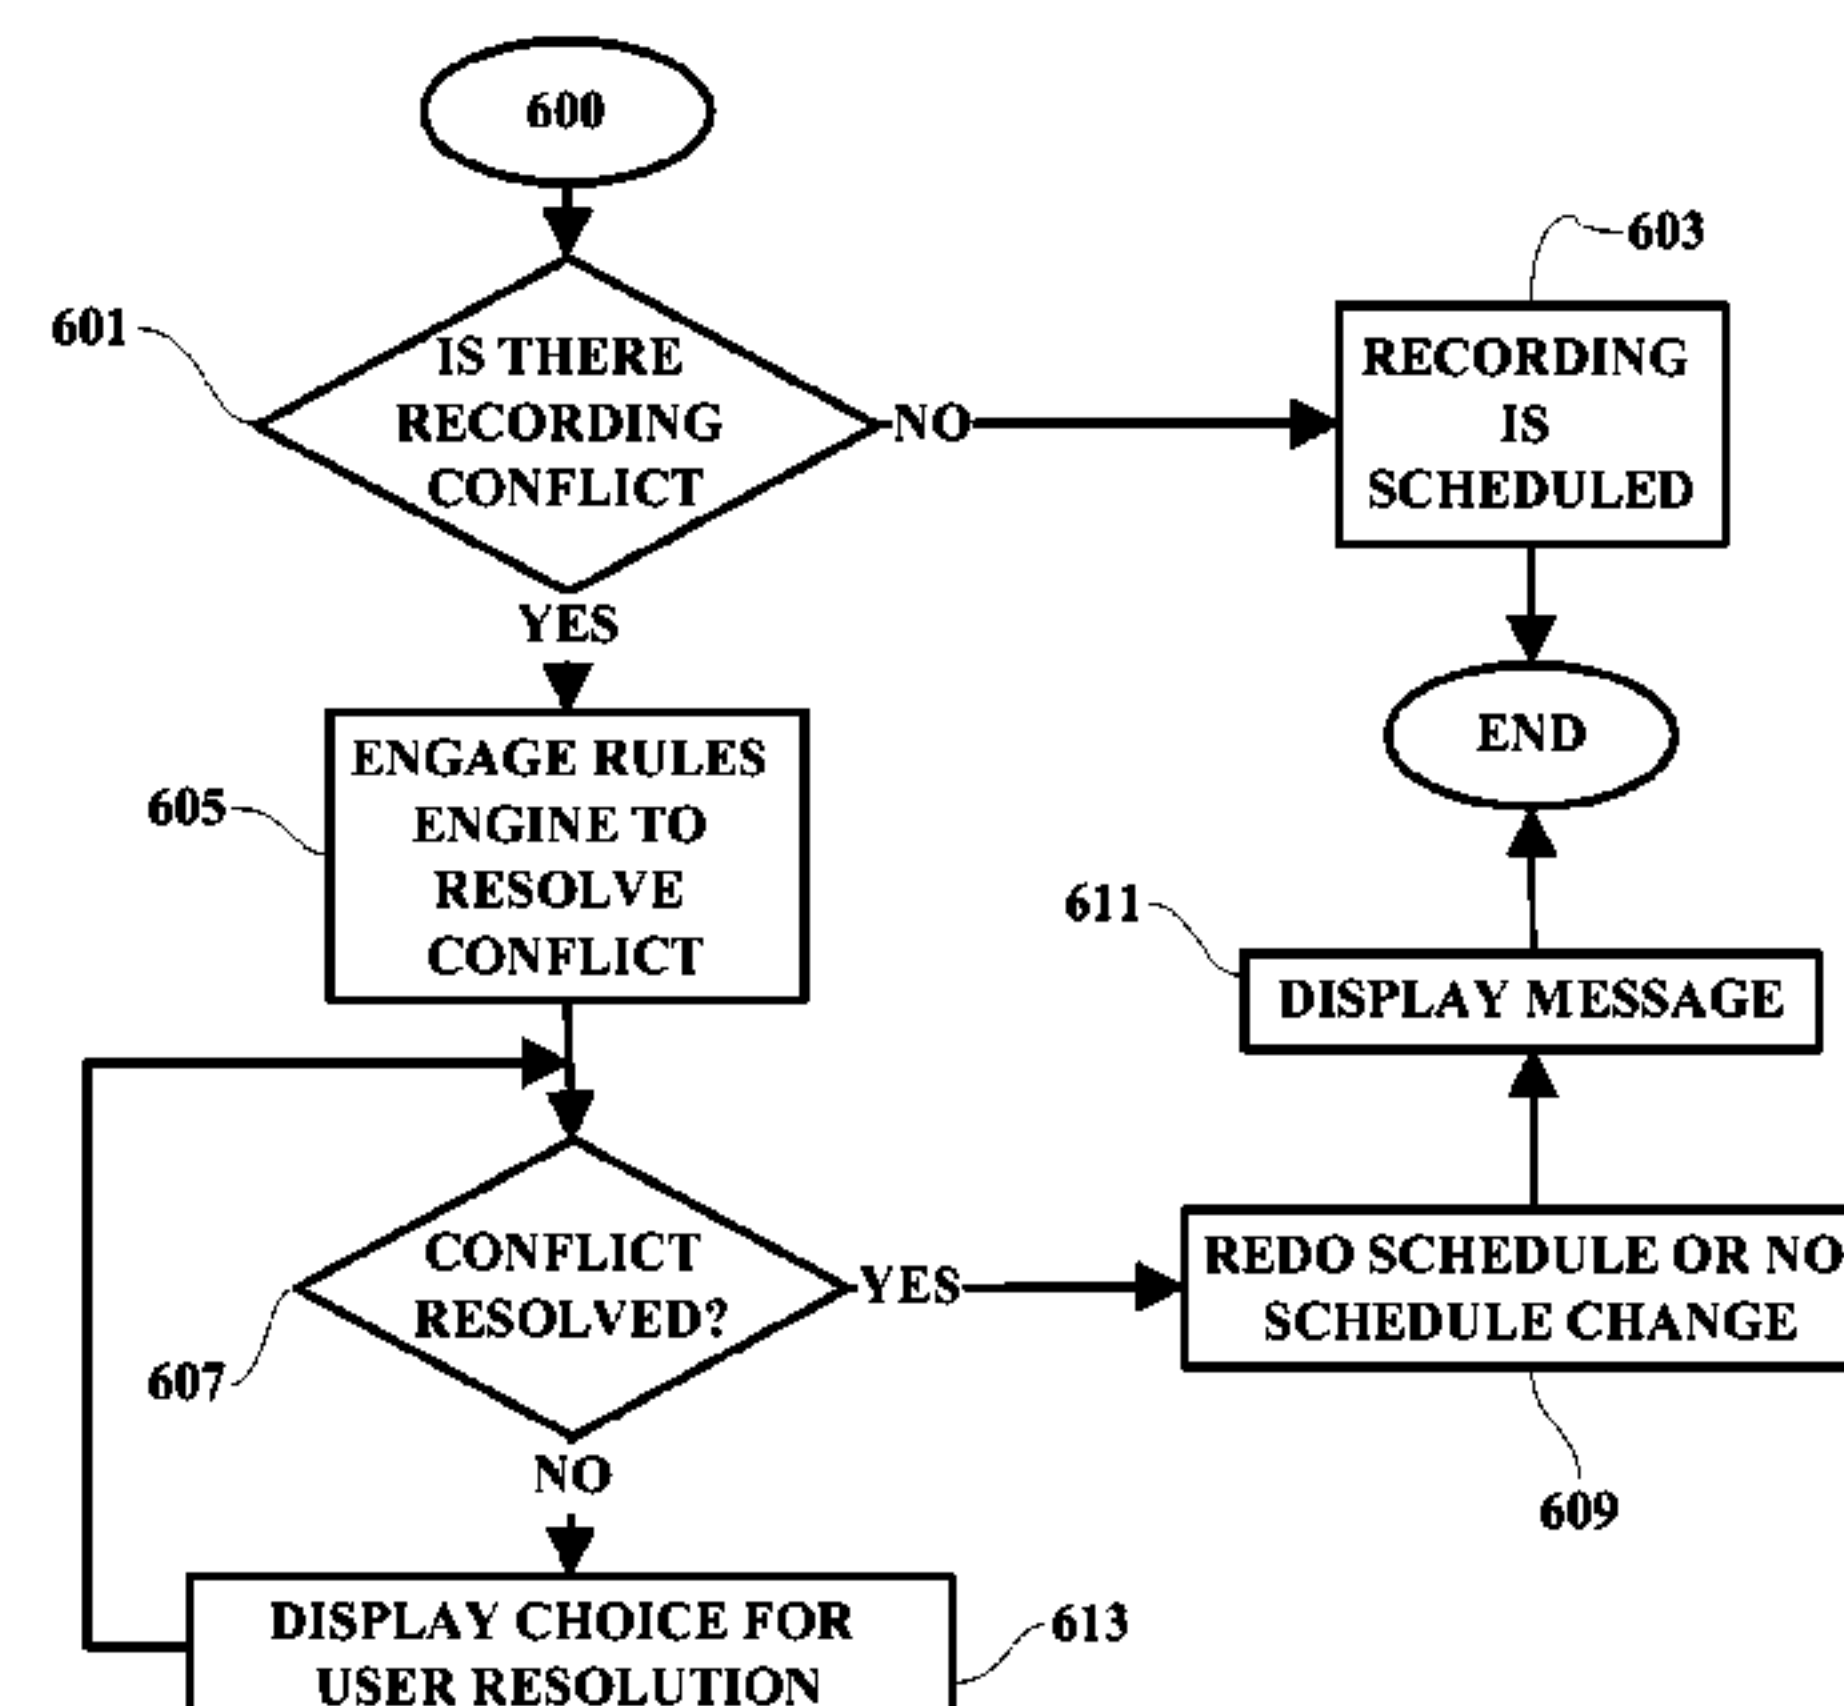 600
603
601
IS THERE
RECORDING
CONFLICT
NO
RECORDING
IS
SCHEDULED
YES
END
605
ENGAGE RULES
ENGINE TO
RESOLVE
CONFLICT
611
DISPLAY MESSAGE
CONFLICT
RESOLVED?
YES
REDO SCHEDULE OR NO
SCHEDULE CHANGE
607
NO
609
DISPLAY CHOICE FOR
USER RESOLUTION
613